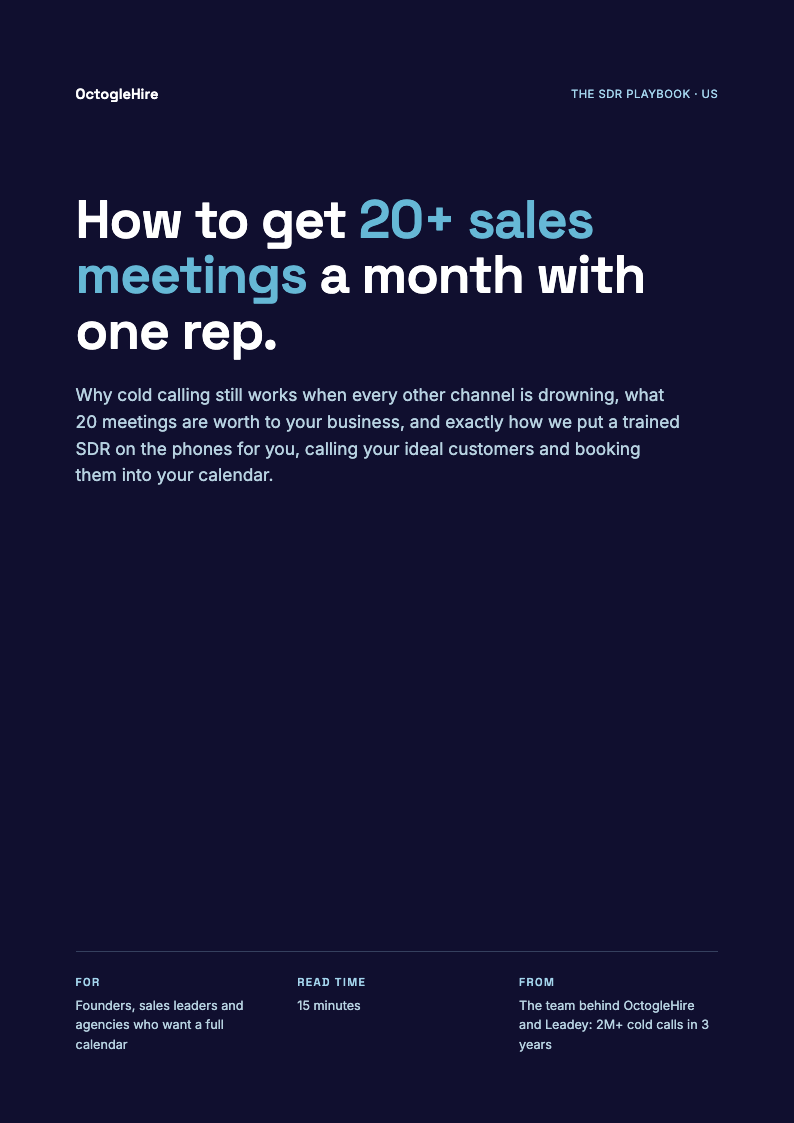 OctogleHire
THE SDR PLAYBOOK · US
How to get 20+ sales
meetings a month with
one rep.
Why cold calling still works when every other channel is drowning, what
20 meetings are worth to your business, and exactly how we put a trained
SDR on the phones for you, calling your ideal customers and booking
them into your calendar.
FOR
Founders, sales leaders and
agencies who want a full
calendar
READ TIME
15 minutes
FROM
The team behind OctogleHire
and Leadey: 2M+ cold calls in 3
years